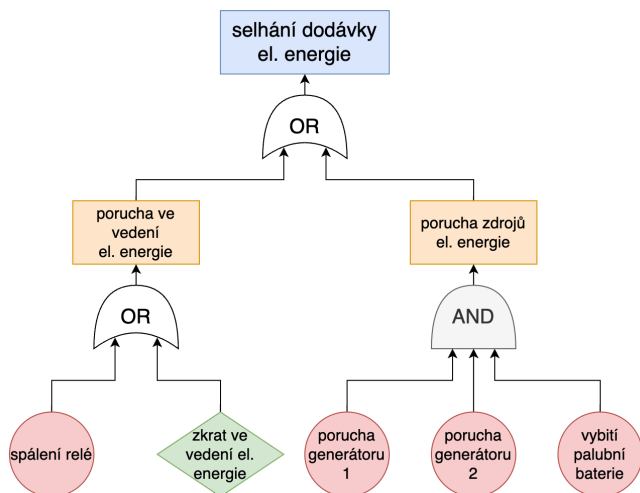 selhání dodávky
el. energie
OR
porucha ve
vedení
el. energie
porucha zdrojů
el. energie
OR
AND
spálení relé
zkrat ve
vedení el.
energie
porucha
generátoru
1
porucha
generátoru
2
vybití
palubní
baterie